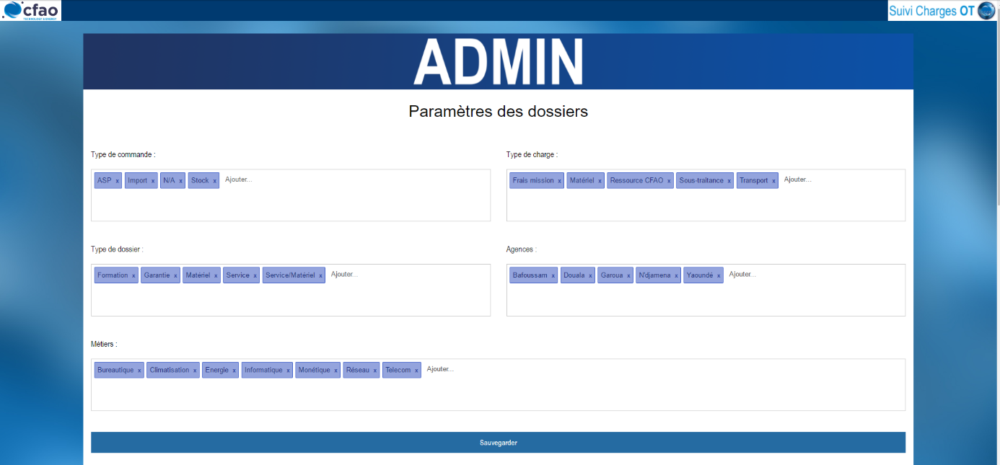 cfao
TECHNOLOGY & ENERGY
Suivi Charges OT
ADMIN
Paramètres des dossiers
Type de commande :
ASP x Import x N/A x Stock x Ajouter...
Type de charge :
Frais mission x Matériel x Ressource CFAO x Sous-traitance x Transport x Ajouter...
Type de dossier :
Formation x Garantie x Matériel x Service x Service/Matériel x Ajouter...
Agences :
Bafoussam x Douala x Garoua x N'djamena x Yaoundé x Ajouter...
Métiers :
Bureautique x Climatisation x Energie x Informatique x Monétique x Réseau x Telecom x Ajouter...
Sauvegarder